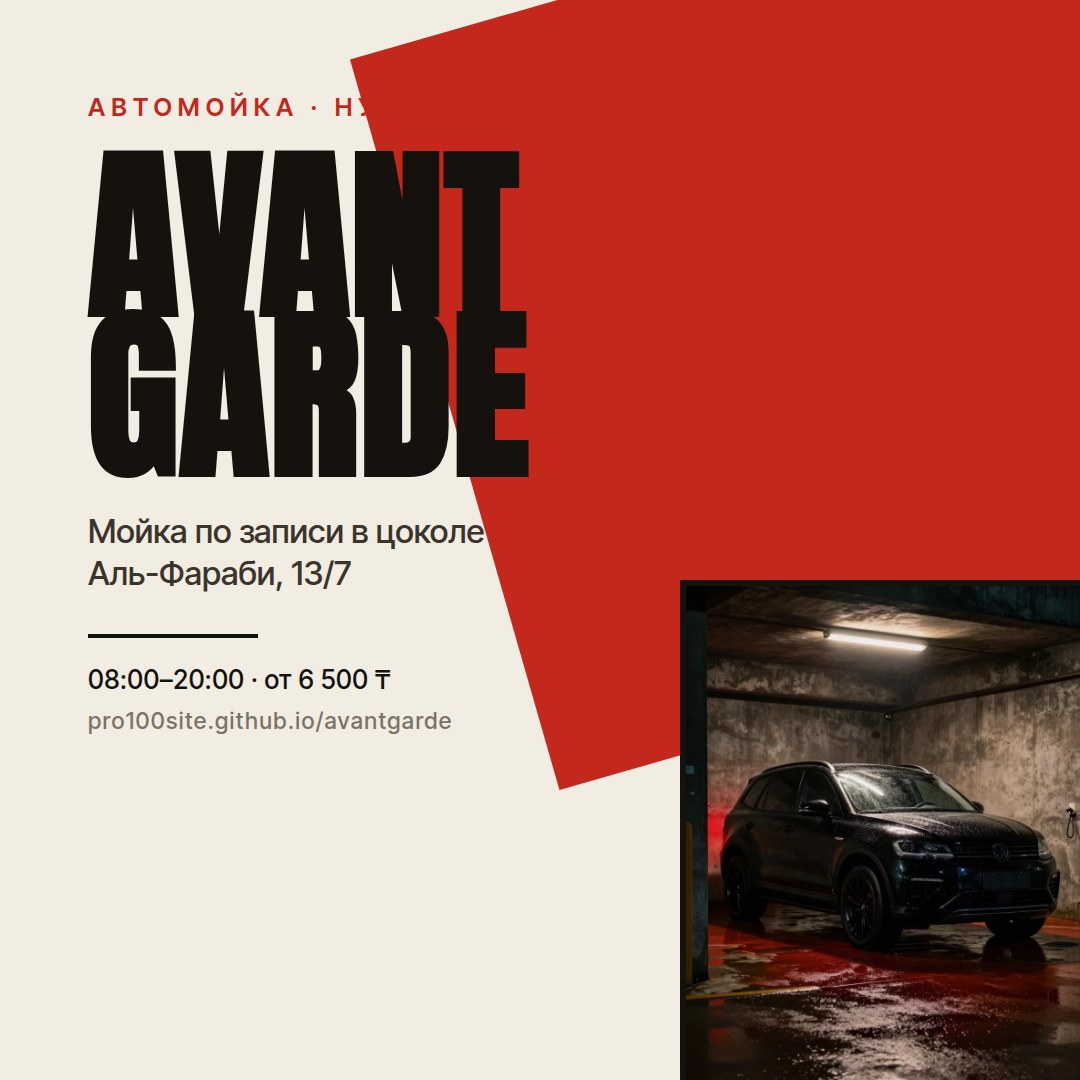 АВТОМОЙКА ·
AVANT
GARDE
Мойка по записи в цоколе
Аль-Фараби, 13/7
08:00–20:00 · от 6 500 ₸
pro100site.github.io/avantgarde